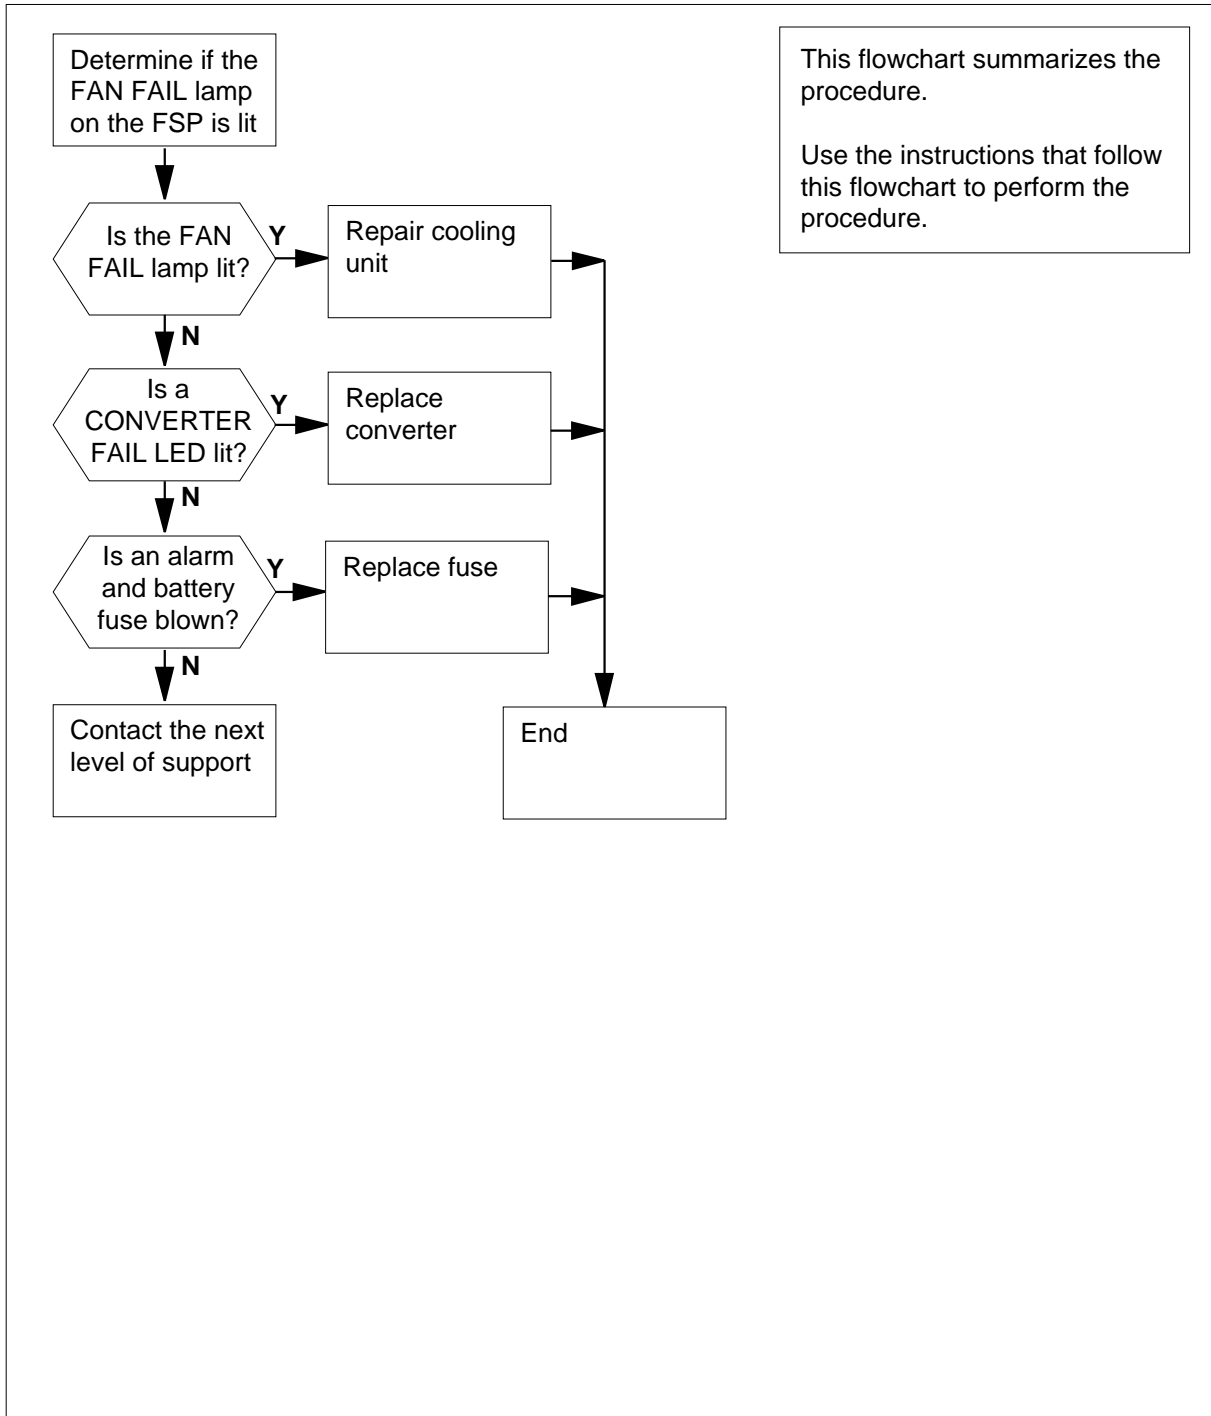 Determine if the
FAN FAIL lamp
on the FSP is lit
This flowchart summarizes the
procedure.
Use the instructions that follow
this flowchart to perform the
procedure.
Is the FAN
FAIL lamp lit?
Y
Repair cooling
unit
N
Is a
CONVERTER
FAIL LED lit?
Y
Replace
converter
N
Is an alarm
and battery
fuse blown?
Y
Replace fuse
N
Contact the next
level of support
End